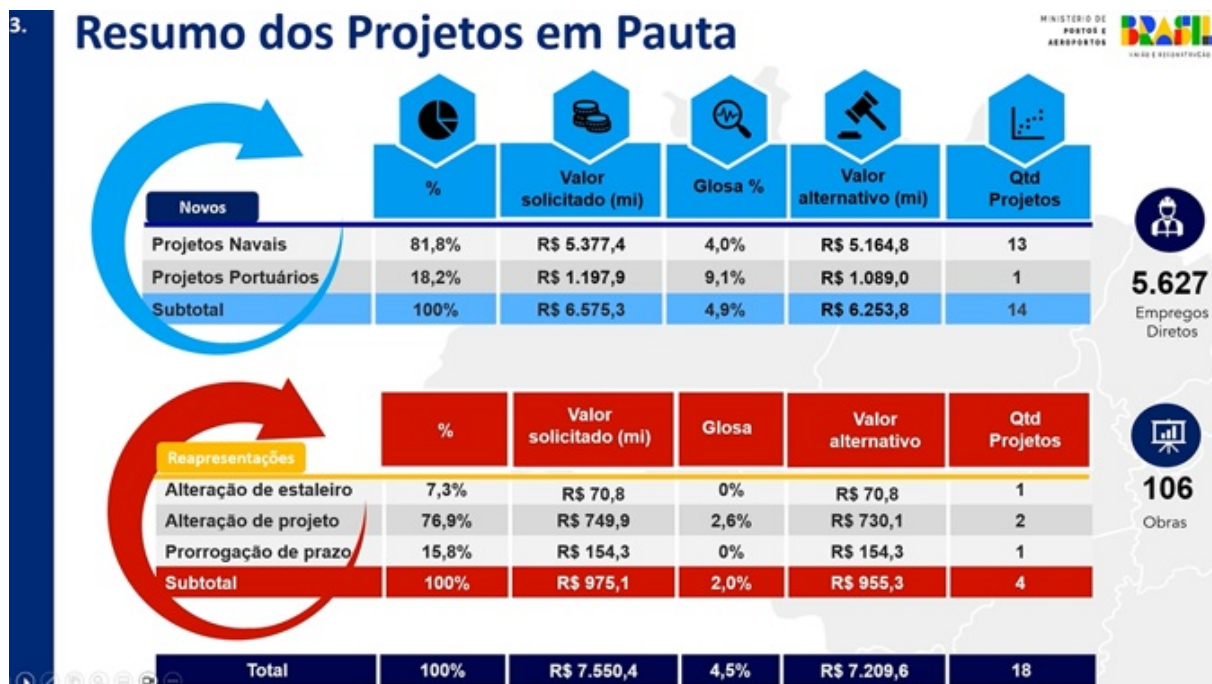 3.
Resumo dos Projetos em Pauta
MINISTÉRIO DE
PORTOS E
AEROPORTOS
BRASIL
UNIÃO E RECONSTRUÇÃO
Novos
%
Valor
solicitado (mi)
Glosa %
Valor
alternativo (mi)
Qtd
Projetos
Projetos Navais 81,8% R$ 5.377,4 4,0% R$ 5.164,8 13
Projetos Portuários 18,2% R$ 1.197,9 9,1% R$ 1.089,0 1
Subtotal 100% R$ 6.575,3 4,9% R$ 6.253,8 14
5.627
Empregos
Diretos
Reapresentações
%
Valor
solicitado (mi)
Glosa
Valor
alternativo
Qtd
Projetos
Alteração de estaleiro 7,3% R$ 70,8 0% R$ 70,8 1
Alteração de projeto 76,9% R$ 749,9 2,6% R$ 730,1 2
Prorrogação de prazo 15,8% R$ 154,3 0% R$ 154,3 1
Subtotal 100% R$ 975,1 2,0% R$ 955,3 4
106
Obras
Total 100% R$ 7.550,4 4,5% R$ 7.209,6 18